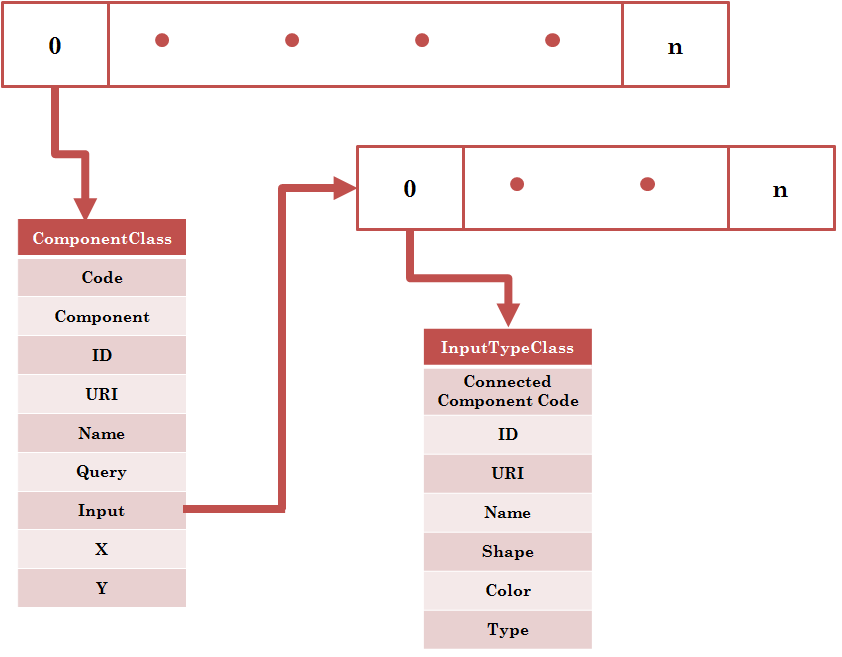 0
n
0
n
ComponentClass
Code
Component
ID
URI
Name
Query
Input
X
Y
InputTypeClass
Connected
Component Code
ID
URI
Name
Shape
Color
Type